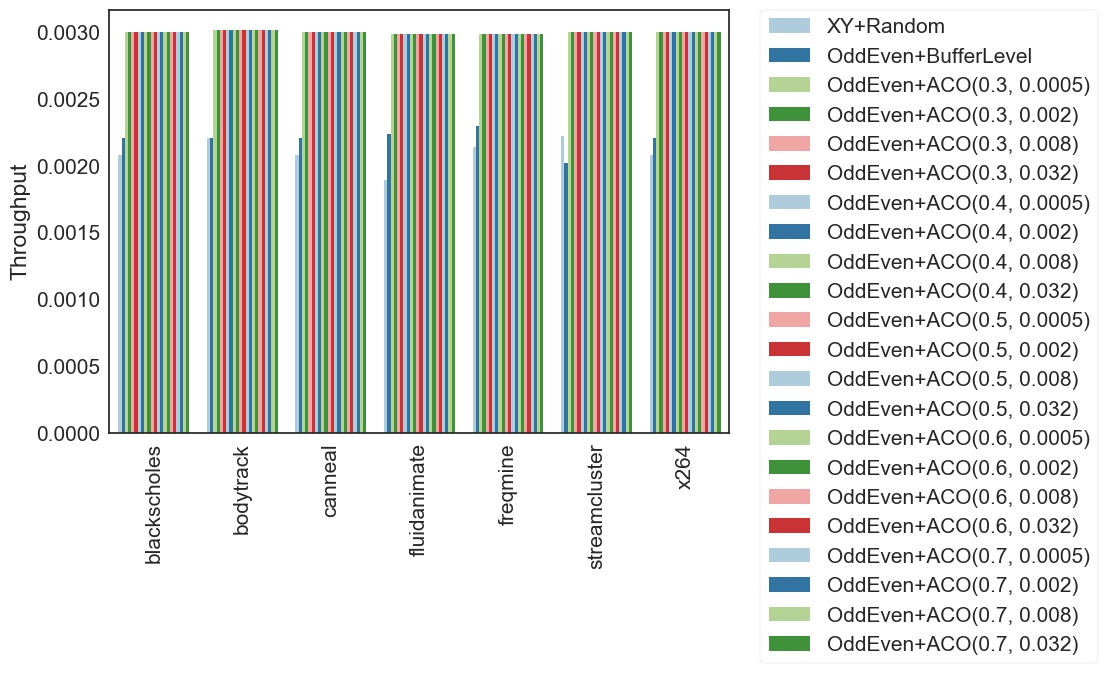 0.0030
0.0025
0.0020
0.0015
0.0010
0.0005
0.0000
Throughput
blackscholes
bodytrack
canneal
fluidanimate
freqmine
streamcluster
x264
XY+Random
OddEven+BufferLevel
OddEven+ACO(0.3, 0.0005)
OddEven+ACO(0.3, 0.002)
OddEven+ACO(0.3, 0.008)
OddEven+ACO(0.3, 0.032)
OddEven+ACO(0.4, 0.0005)
OddEven+ACO(0.4, 0.002)
OddEven+ACO(0.4, 0.008)
OddEven+ACO(0.4, 0.032)
OddEven+ACO(0.5, 0.0005)
OddEven+ACO(0.5, 0.002)
OddEven+ACO(0.5, 0.008)
OddEven+ACO(0.5, 0.032)
OddEven+ACO(0.6, 0.0005)
OddEven+ACO(0.6, 0.002)
OddEven+ACO(0.6, 0.008)
OddEven+ACO(0.6, 0.032)
OddEven+ACO(0.7, 0.0005)
OddEven+ACO(0.7, 0.002)
OddEven+ACO(0.7, 0.008)
OddEven+ACO(0.7, 0.032)